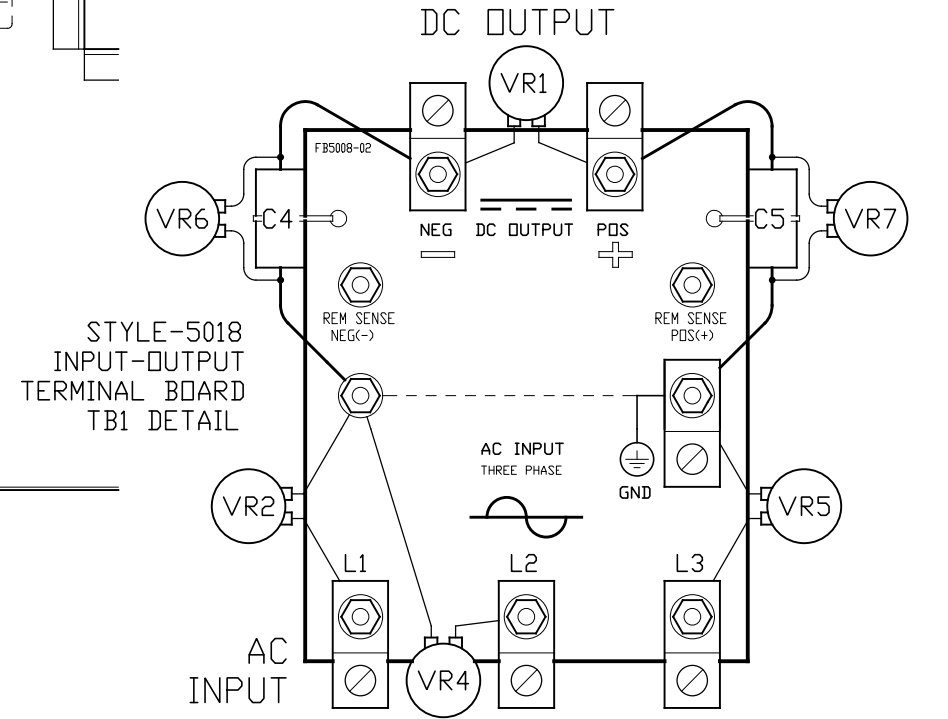 DC OUTPUT
VR1
FB5008-02
VR6
C4
NEG
DC OUTPUT
POS
C5
VR7
REM SENSE
NEG(-)
REM SENSE
POS(+)
STYLE-5018
INPUT-OUTPUT
TERMINAL BOARD
TB1 DETAIL
AC INPUT
THREE PHASE
GND
VR2
VR5
L1
L2
L3
AC
INPUT
VR4